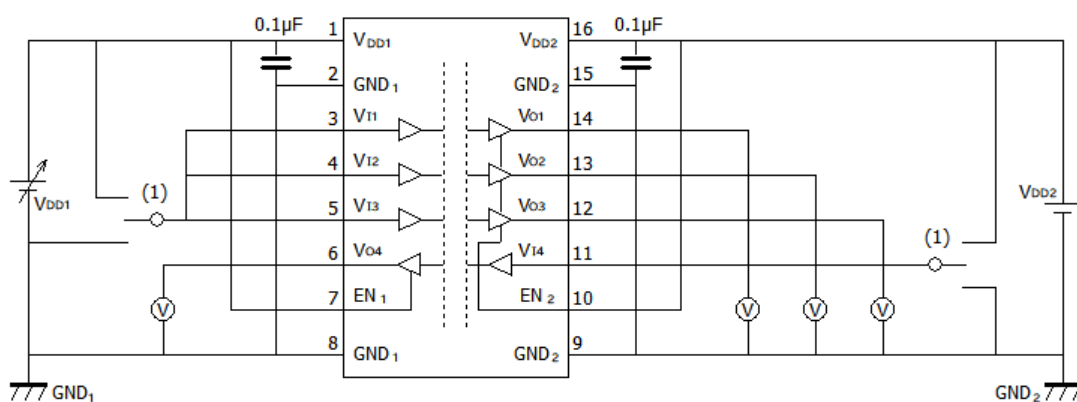 0.1μF 1 16 0.1μF
VDD1 VDD2
2 15
GND1 GND2
3 VI1 VO1 14
4 VI2 VO2 13
(1) VDD1 5 VI3 VO3 12 VDD2
6 VO4 VI4 11 (1)
V 7 EN1 EN2 10 V V V
8 GND1 GND2 9
GND1 GND2